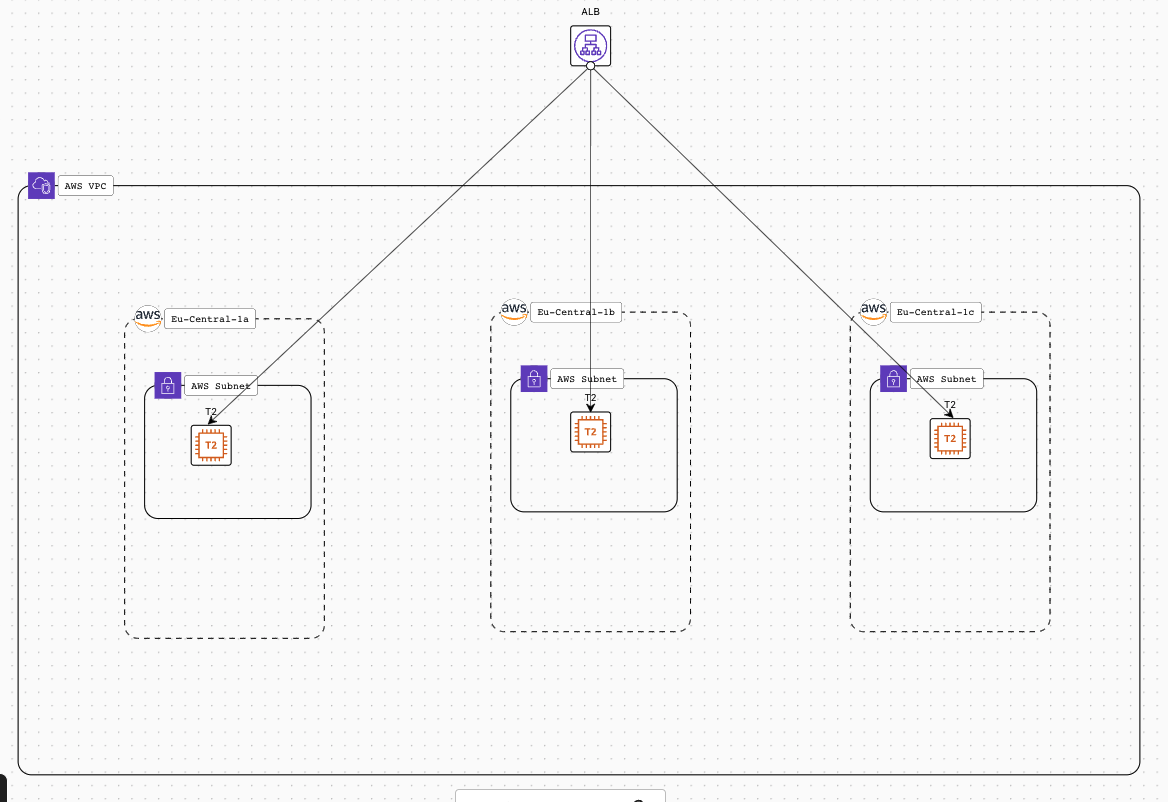 ALB
AWS VPC
aws
Eu-Central-1a
aws
Eu-Central-1b
aws
Eu-Central-1c
AWS Subnet
AWS Subnet
AWS Subnet
T2
T2
T2
T2
T2
T2